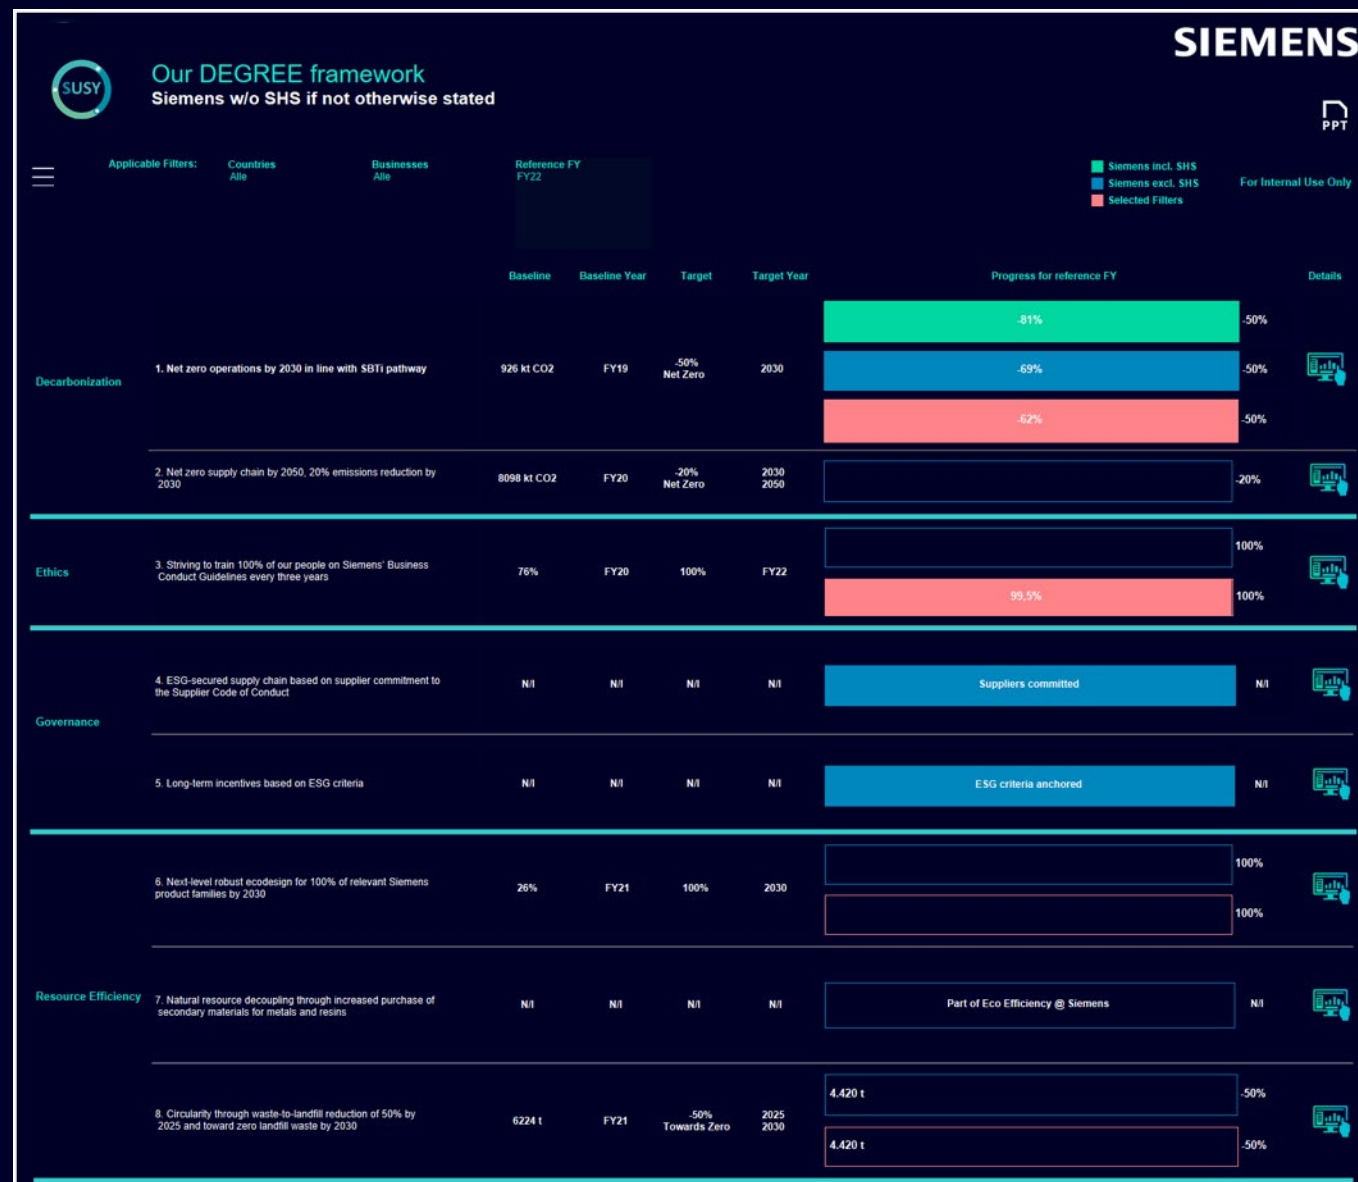 SIEMENS
SUSY
Our DEGREE framework
Siemens w/o SHS if not otherwise stated
PPT
Applicable Filters:
Countries
Alle
Businesses
Alle
Reference FY
FY22
Siemens incl. SHS
Siemens excl. SHS
Selected Filters
For Internal Use Only
Baseline Baseline Year Target Target Year Progress for reference FY Details
Decarbonization
1. Net zero operations by 2030 in line with SBTi pathway
926 kt CO2
FY19
-50%
Net Zero
2030
-81% -50%
-69% -50%
-62% -50%
2. Net zero supply chain by 2050, 20% emissions reduction by
2030
8098 kt CO2
FY20
-20%
Net Zero
2030
2050
-20%
Ethics
3. Striving to train 100% of our people on Siemens' Business
Conduct Guidelines every three years
76%
FY20
100%
FY22
100%
99,5% 100%
Governance
4. ESG-secured supply chain based on supplier commitment to
the Supplier Code of Conduct
N/I
N/I
N/I
N/I
Suppliers committed
N/I
5. Long-term incentives based on ESG criteria
N/I
N/I
N/I
N/I
ESG criteria anchored
N/I
Resource Efficiency
6. Next-level robust ecodesign for 100% of relevant Siemens
product families by 2030
26%
FY21
100%
2030
100%
100%
7. Natural resource decoupling through increased purchase of
secondary materials for metals and resins
N/I
N/I
N/I
N/I
Part of Eco Efficiency @ Siemens
N/I
8. Circularity through waste-to-landfill reduction of 50% by
2025 and toward zero landfill waste by 2030
6224 t
FY21
-50%
Towards Zero
2025
2030
4.420 t -50%
4.420 t -50%